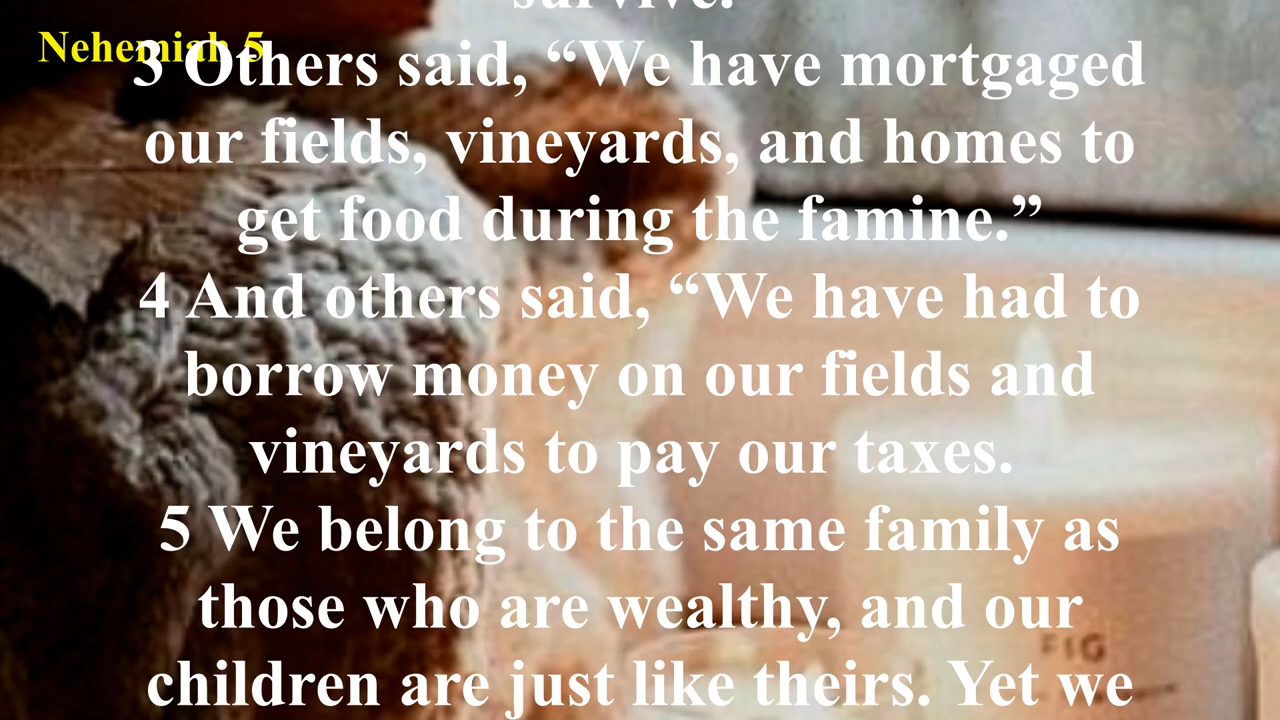 survive.”
Nehemiah 5
3 Others said, “We have mortgaged
our fields, vineyards, and homes to
get food during the famine.”
4 And others said, “We have had to
borrow money on our fields and
vineyards to pay our taxes.
5 We belong to the same family as
those who are wealthy, and our
children are just like theirs. Yet we
FIG